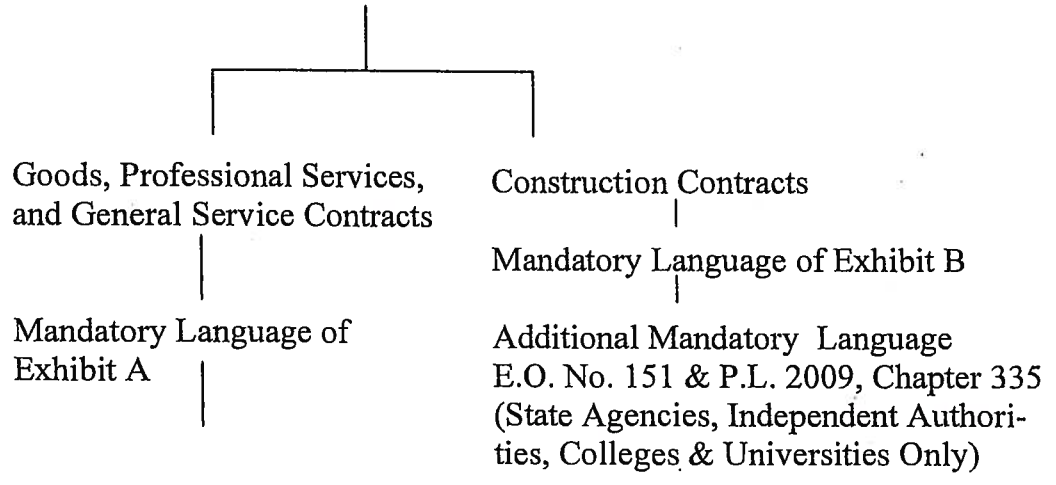 Goods, Professional Services,
and General Service Contracts
Mandatory Language of
Exhibit A
Construction Contracts
Mandatory Language of Exhibit B
Additional Mandatory Language
E.O. No. 151 & P.L. 2009, Chapter 335
(State Agencies, Independent Authori-
ties, Colleges & Universities Only)